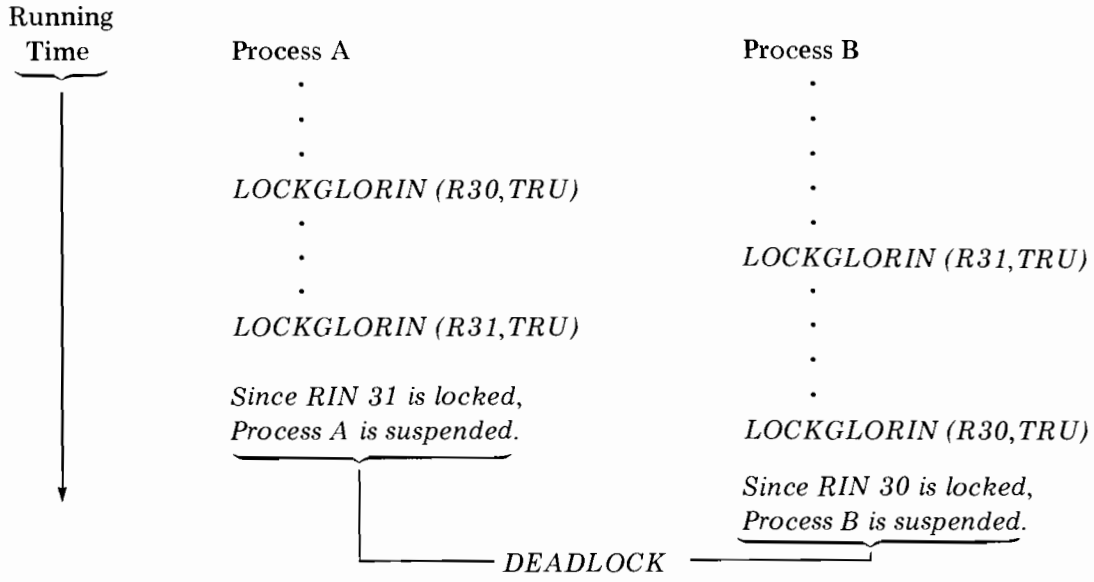 Running
Time
Process A
Process B
LOCKGLORIN (R30,TRU)
LOCKGLORIN (R31,TRU)
LOCKGLORIN (R31,TRU)
Since RIN 31 is locked,
Process A is suspended.
LOCKGLORIN (R30,TRU)
Since RIN 30 is locked,
Process B is suspended.
DEADLOCK